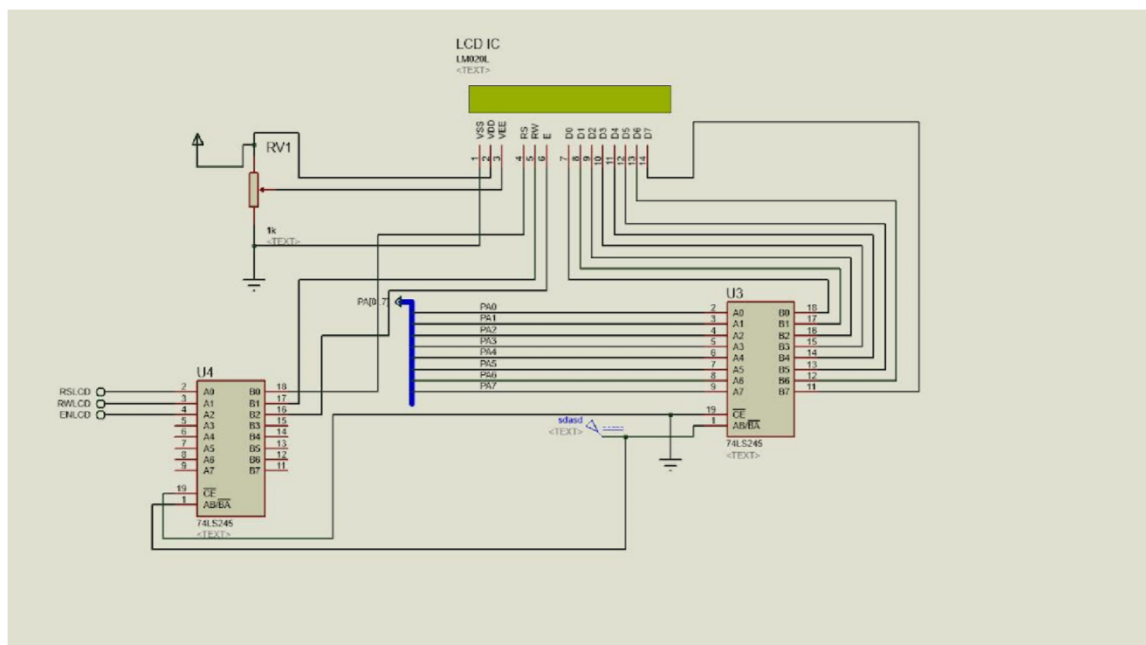 LCD IC
LM020L
<TEXT>
VSS VDD VEE RS RW E D0 D1 D2 D3 D4 D5 D6 D7
1 2 3 4 5 6 7 8 9 10 11 12 13 14
RV1
1k
<TEXT>
PA[0..7]
PA0
PA1
PA2
PA3
PA4
PA5
PA6
PA7
U3
2 A0 B0 18
3 A1 B1 17
4 A2 B2 16
5 A3 B3 15
6 A4 B4 14
7 A5 B5 13
8 A6 B6 12
9 A7 B7 11
19 CE
1 AB/BA
74LS245
<TEXT>
sdasd
<TEXT>
U4
RSLCD 2 A0 B0 18
RWLCD 3 A1 B1 17
ENLCD 4 A2 B2 16
5 A3 B3 15
6 A4 B4 14
7 A5 B5 13
8 A6 B6 12
9 A7 B7 11
19 CE
1 AB/BA
74LS245
<TEXT>